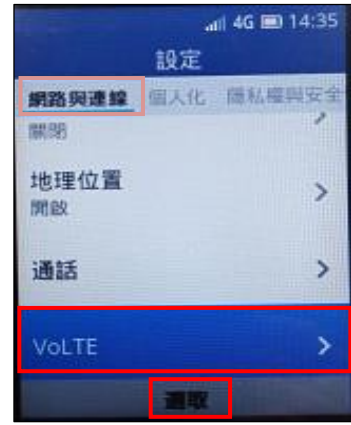 4G 14:35
設定
網路與連線 個人化 隱私權與安全
關閉
地理位置
開啟
通話
VoLTE
選取